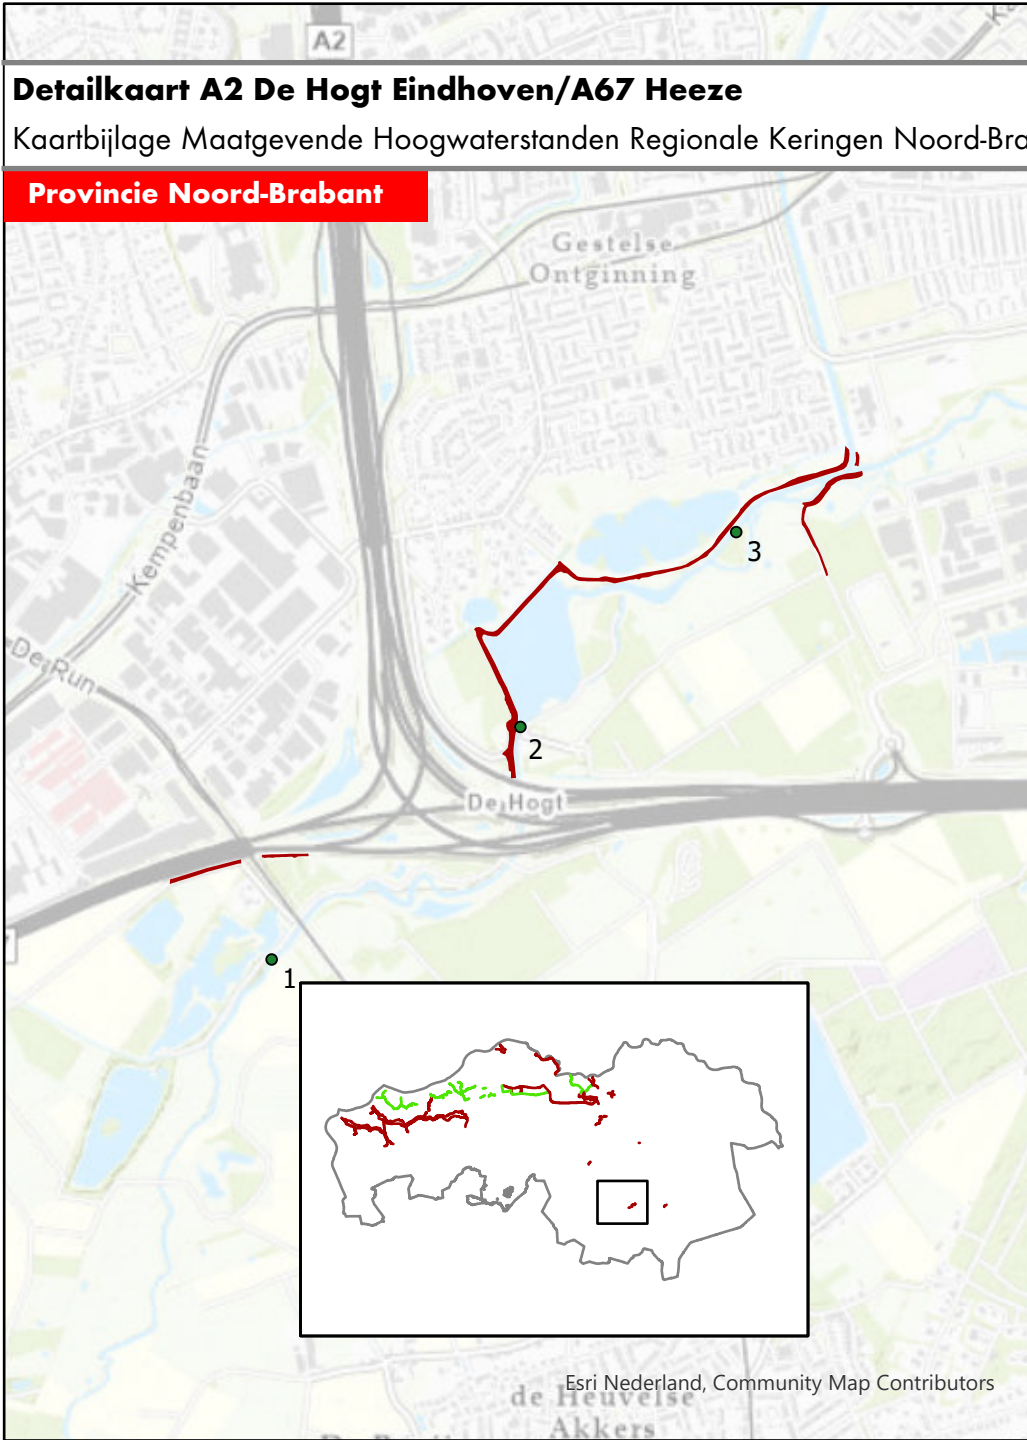 A2
Detailkaart A2 De Hogt Eindhoven/A67 Heeze
Kaartbijlage Maatgevende Hoogwaterstanden Regionale Keringen Noord-Bra
Provincie Noord-Brabant
Gestelse
Ontginning
Kempenbaan
3
De Run
2
De Hogt
1
Esri Nederland, Community Map Contributors
de Heuvelse
Akkers